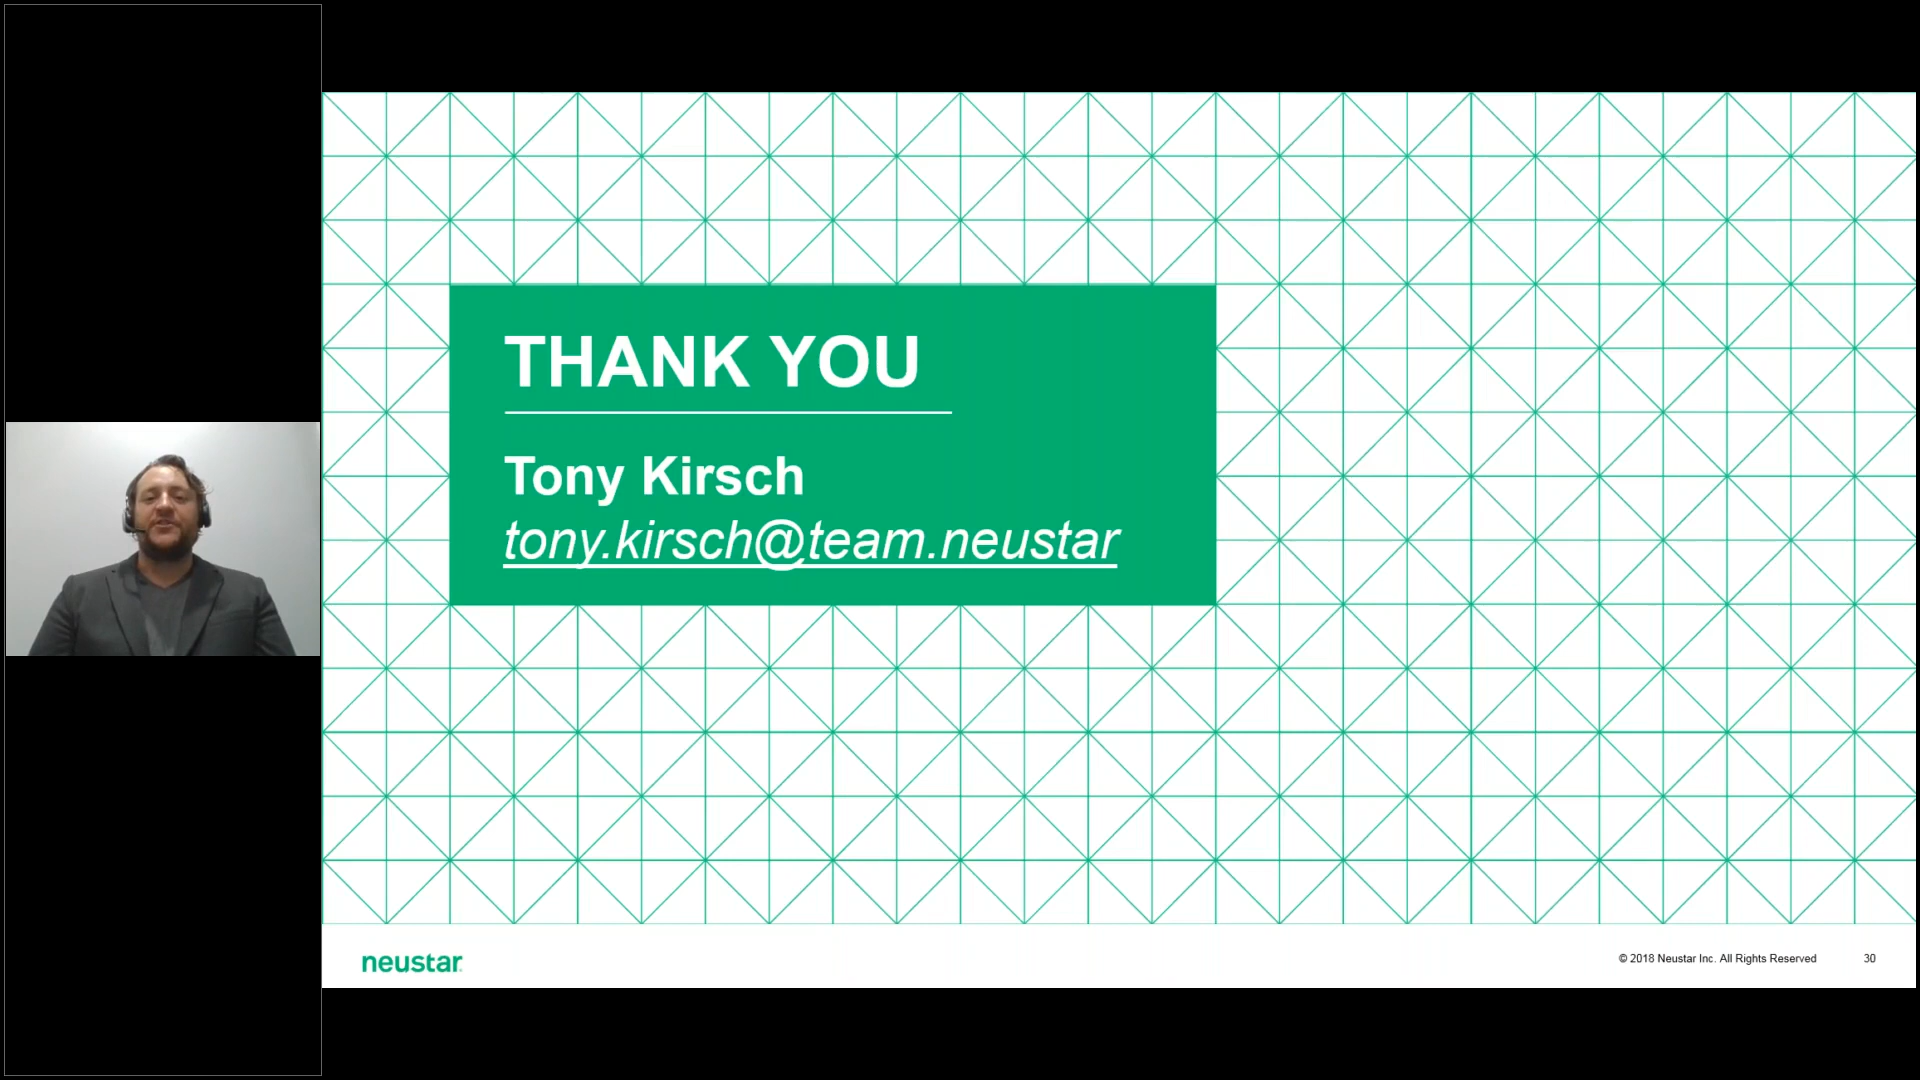 THANK YOU
Tony Kirsch
tony.kirsch@team.neustar
neustar
© 2018 Neustar Inc. All Rights Reserved 30